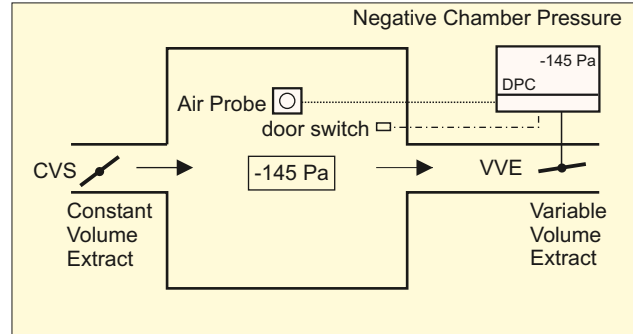 Negative Chamber Pressure
-145 Pa
DPC
Air Probe
door switch
CVS
-145 Pa
VVE
Constant
Volume
Extract
Variable
Volume
Extract